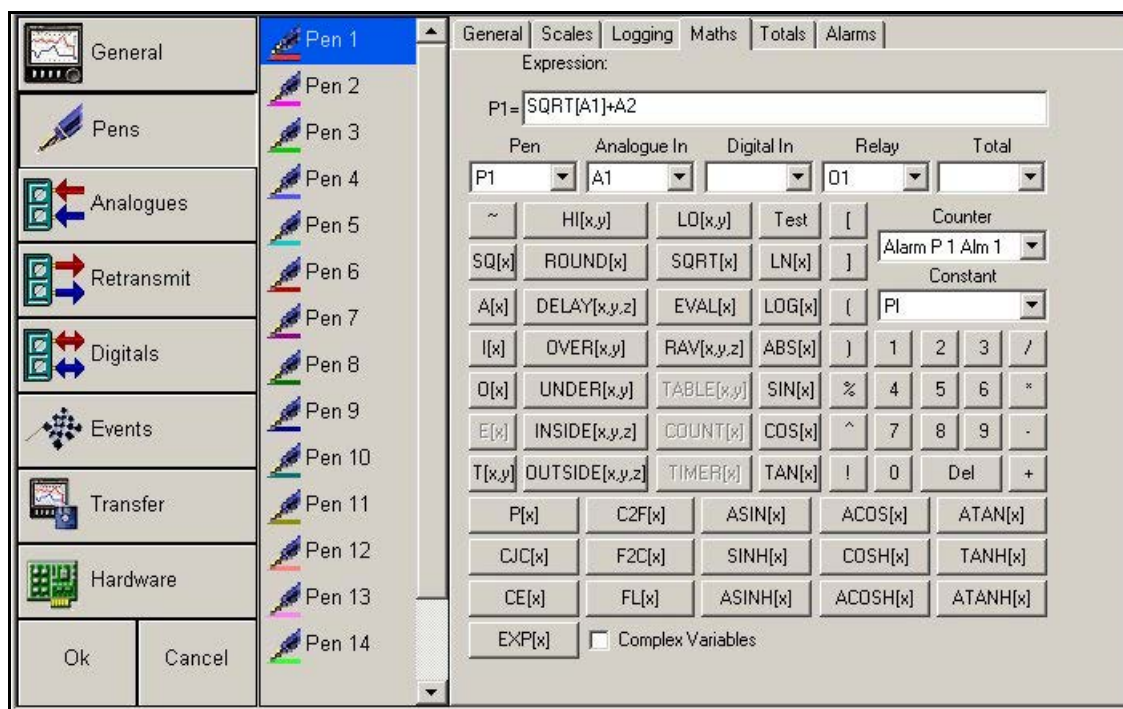 General
Pens
Analogues
Retransmit
Digitals
Events
Transfer
Hardware
Ok Cancel
Pen 1
Pen 2
Pen 3
Pen 4
Pen 5
Pen 6
Pen 7
Pen 8
Pen 9
Pen 10
Pen 11
Pen 12
Pen 13
Pen 14
General Scales Logging Maths Totals Alarms
Expression:
P1= SQRT[A1]+A2
Pen Analogue In Digital In Relay Total
P1 A1 O1
~ HI[x,y] LO[x,y] Test [ Counter
Alarm P 1 Alm 1
SQ[x] ROUND[x] SQRT[x] LN[x] ]
Constant
A[x] DELAY[x,y,z] EVAL[x] LOG[x] ( PI
I[x] OVER[x,y] RAV[x,y,z] ABS[x] ) 1 2 3 /
O[x] UNDER[x,y] TABLE[x,y] SIN[x] % 4 5 6 *
E[x] INSIDE[x,y,z] COUNT[x] COS[x] ^ 7 8 9 -
T[x,y] OUTSIDE[x,y,z] TIMER[x] TAN[x] ! 0 Del +
P[x] C2F[x] ASIN[x] ACOS[x] ATAN[x]
CJC[x] F2C[x] SINH[x] COSH[x] TANH[x]
CE[x] FL[x] ASINH[x] ACOSH[x] ATANH[x]
EXP[x] Complex Variables